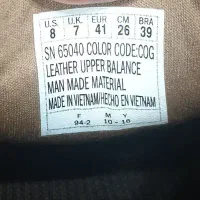 U.S. U.K. EUR CM BRA
8 7 41 26 39
SN 65040 COLOR CODE:COG
LEATHER UPPER BALANCE
MAN MADE MATERIAL
MADE IN VIETNAM/HECHO EN VIETNAM
F M Y
94-2 10-18